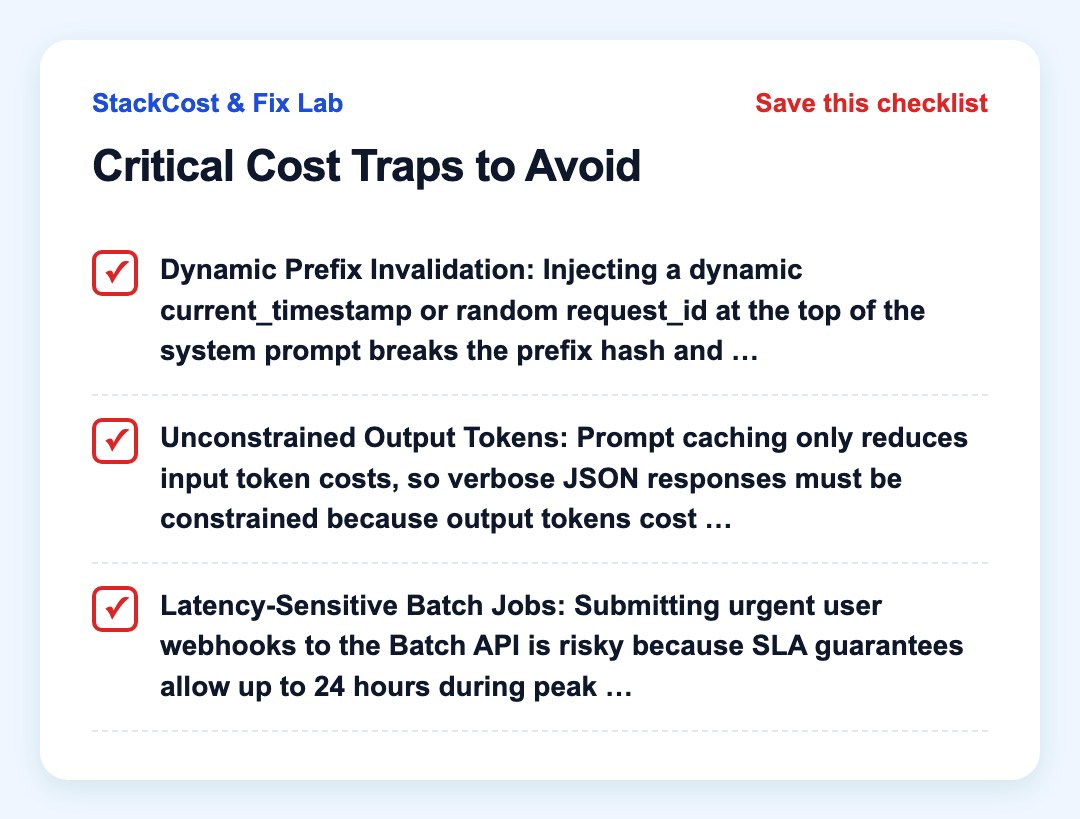 StackCost & Fix Lab
Save this checklist
Critical Cost Traps to Avoid
Dynamic Prefix Invalidation: Injecting a dynamic
current_timestamp or random request_id at the top of the
system prompt breaks the prefix hash and …
Unconstrained Output Tokens: Prompt caching only reduces
input token costs, so verbose JSON responses must be
constrained because output tokens cost …
Latency-Sensitive Batch Jobs: Submitting urgent user
webhooks to the Batch API is risky because SLA guarantees
allow up to 24 hours during peak …